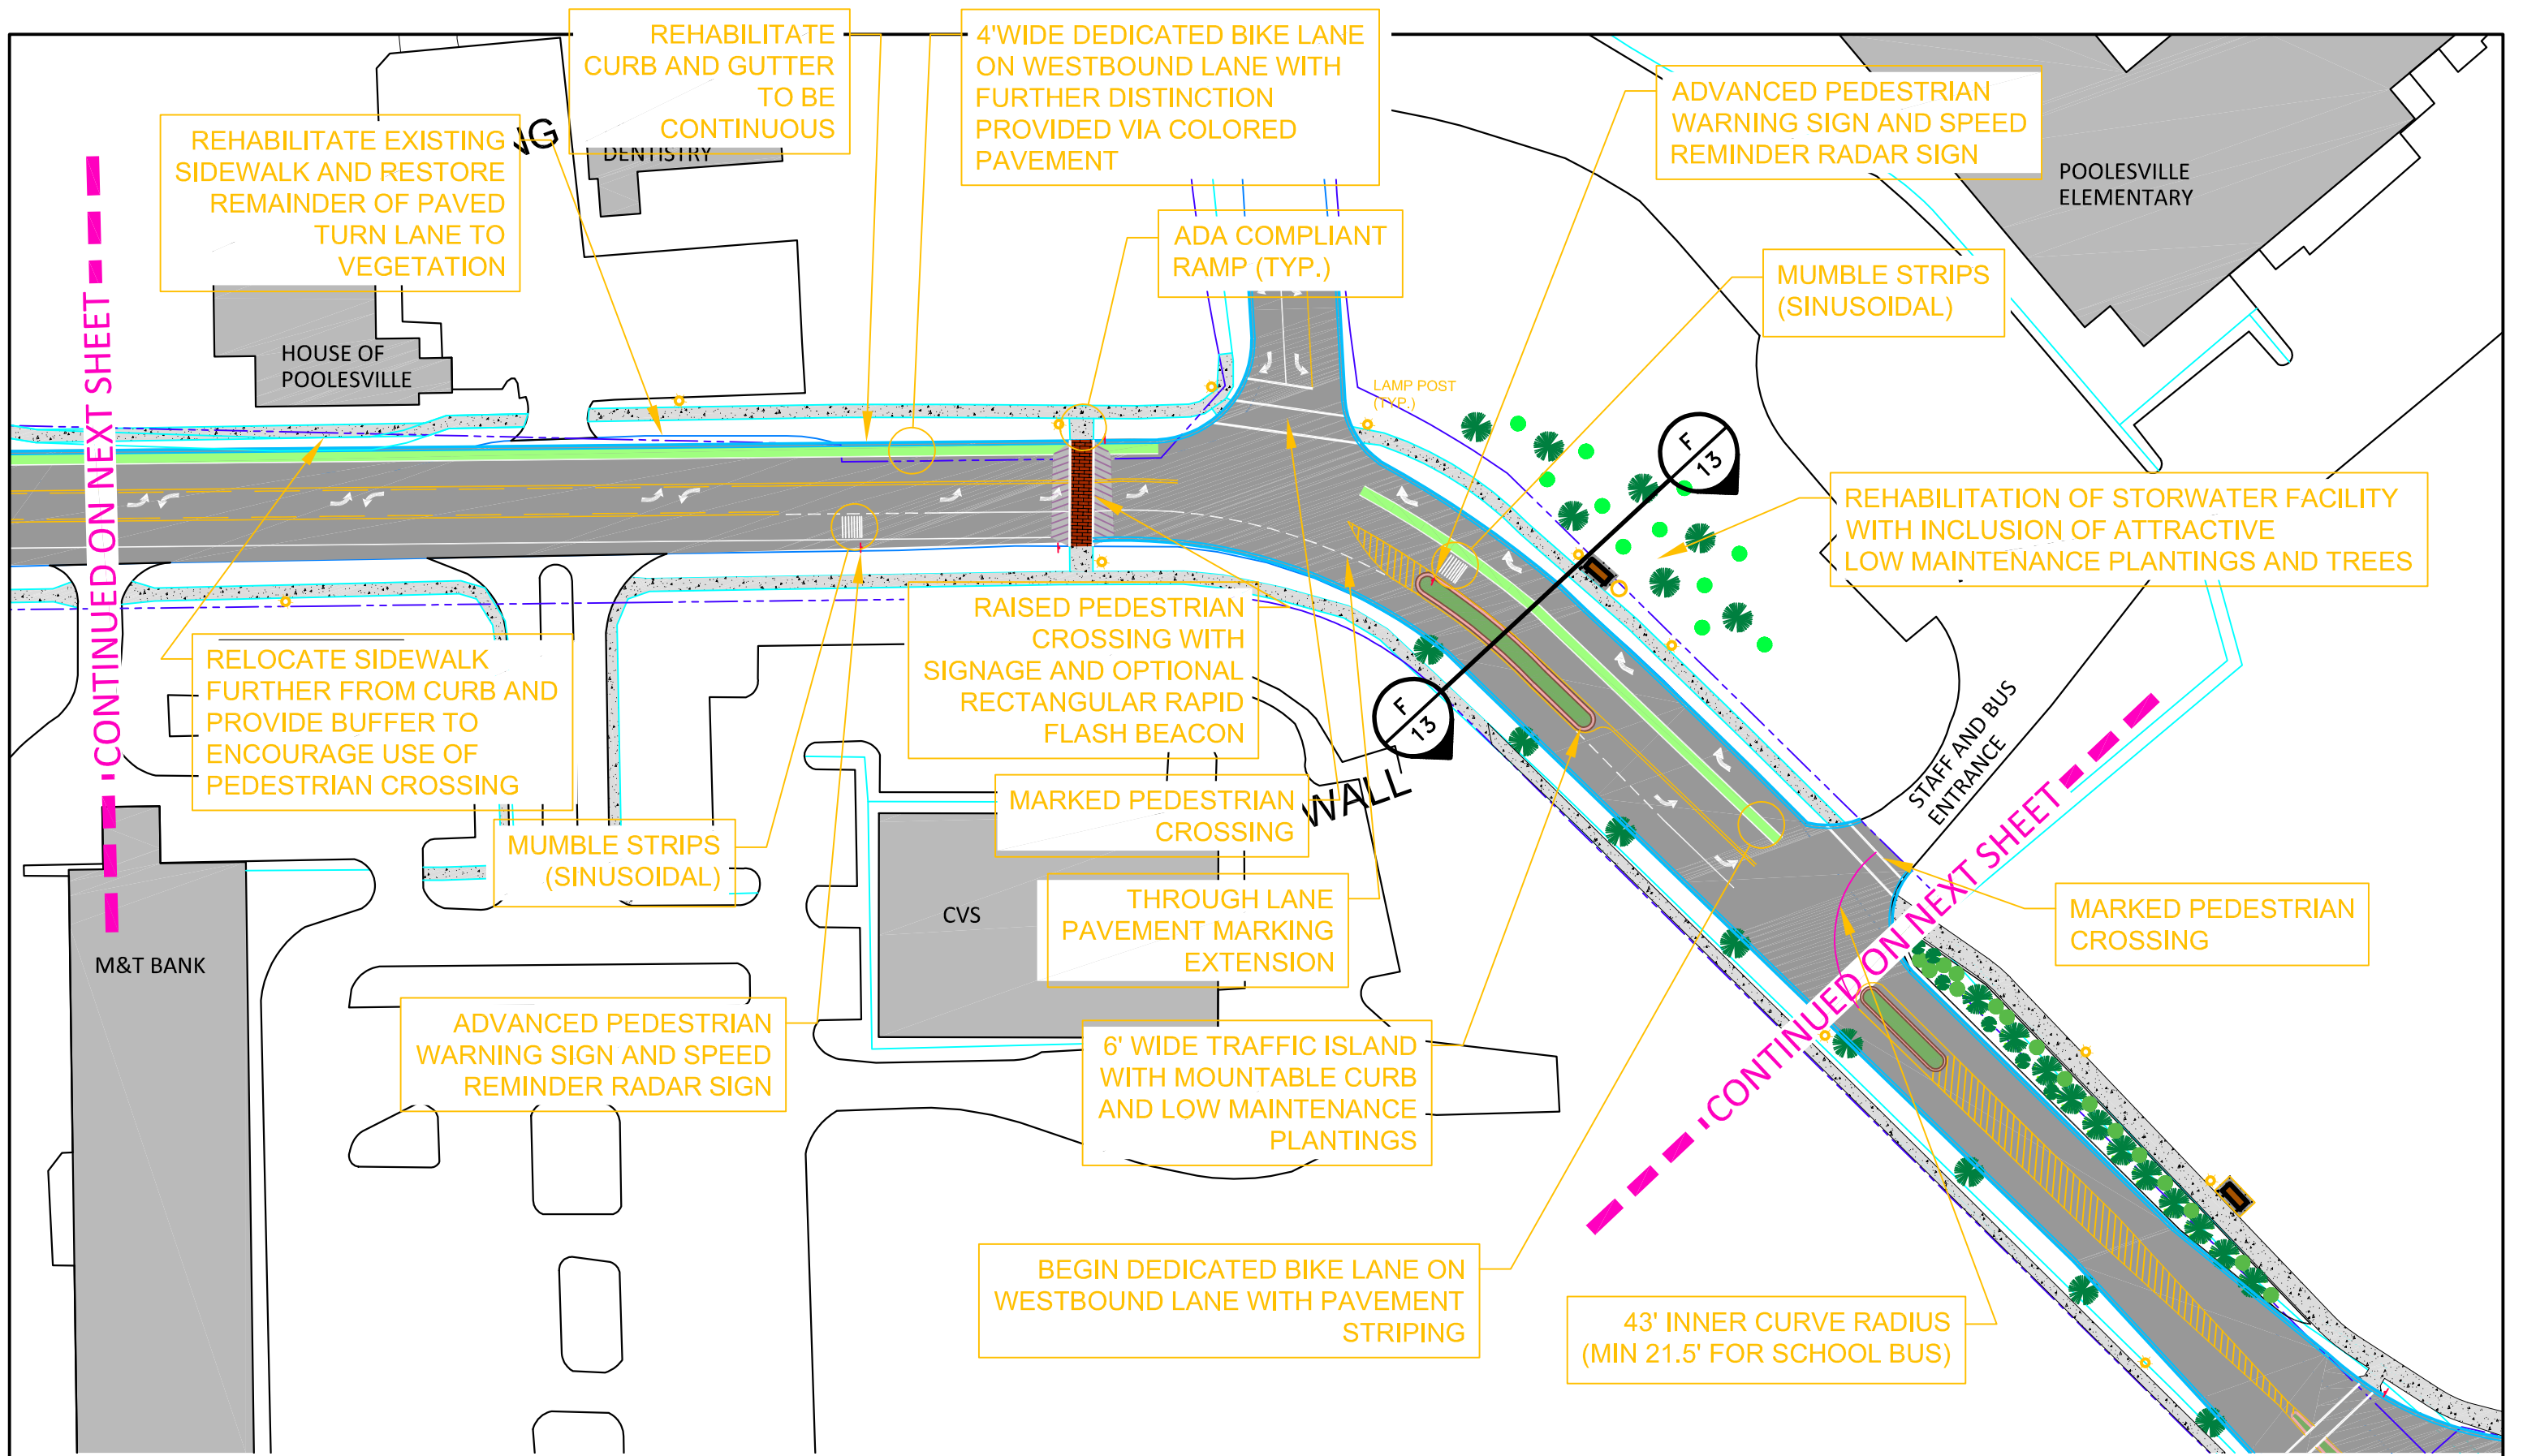 REHABILITATE
CURB AND GUTTER
TO BE
CONTINUOUS
4'WIDE DEDICATED BIKE LANE
ON WESTBOUND LANE WITH
FURTHER DISTINCTION
PROVIDED VIA COLORED
PAVEMENT
ADVANCED PEDESTRIAN
WARNING SIGN AND SPEED
REMINDER RADAR SIGN
REHABILITATE EXISTING
SIDEWALK AND RESTORE
REMAINDER OF PAVED
TURN LANE TO
VEGETATION
DENTISTRY
POOLESVILLE
ELEMENTARY
ADA COMPLIANT
RAMP (TYP.)
MUMBLE STRIPS
(SINUSOIDAL)
HOUSE OF
POOLESVILLE
CONTINUED ON NEXT SHEET
LAMP POST
(TYP.)
F
13
REHABILITATION OF STORWATER FACILITY
WITH INCLUSION OF ATTRACTIVE
LOW MAINTENANCE PLANTINGS AND TREES
RAISED PEDESTRIAN
CROSSING WITH
SIGNAGE AND OPTIONAL
RECTANGULAR RAPID
FLASH BEACON
RELOCATE SIDEWALK
FURTHER FROM CURB AND
PROVIDE BUFFER TO
ENCOURAGE USE OF
PEDESTRIAN CROSSING
F
13
STAFF AND BUS
ENTRANCE
MARKED PEDESTRIAN
CROSSING
WALL
MUMBLE STRIPS
(SINUSOIDAL)
CVS
THROUGH LANE
PAVEMENT MARKING
EXTENSION
MARKED PEDESTRIAN
CROSSING
CONTINUED ON NEXT SHEET
M&T BANK
ADVANCED PEDESTRIAN
WARNING SIGN AND SPEED
REMINDER RADAR SIGN
6' WIDE TRAFFIC ISLAND
WITH MOUNTABLE CURB
AND LOW MAINTENANCE
PLANTINGS
BEGIN DEDICATED BIKE LANE ON
WESTBOUND LANE WITH PAVEMENT
STRIPING
43' INNER CURVE RADIUS
(MIN 21.5' FOR SCHOOL BUS)